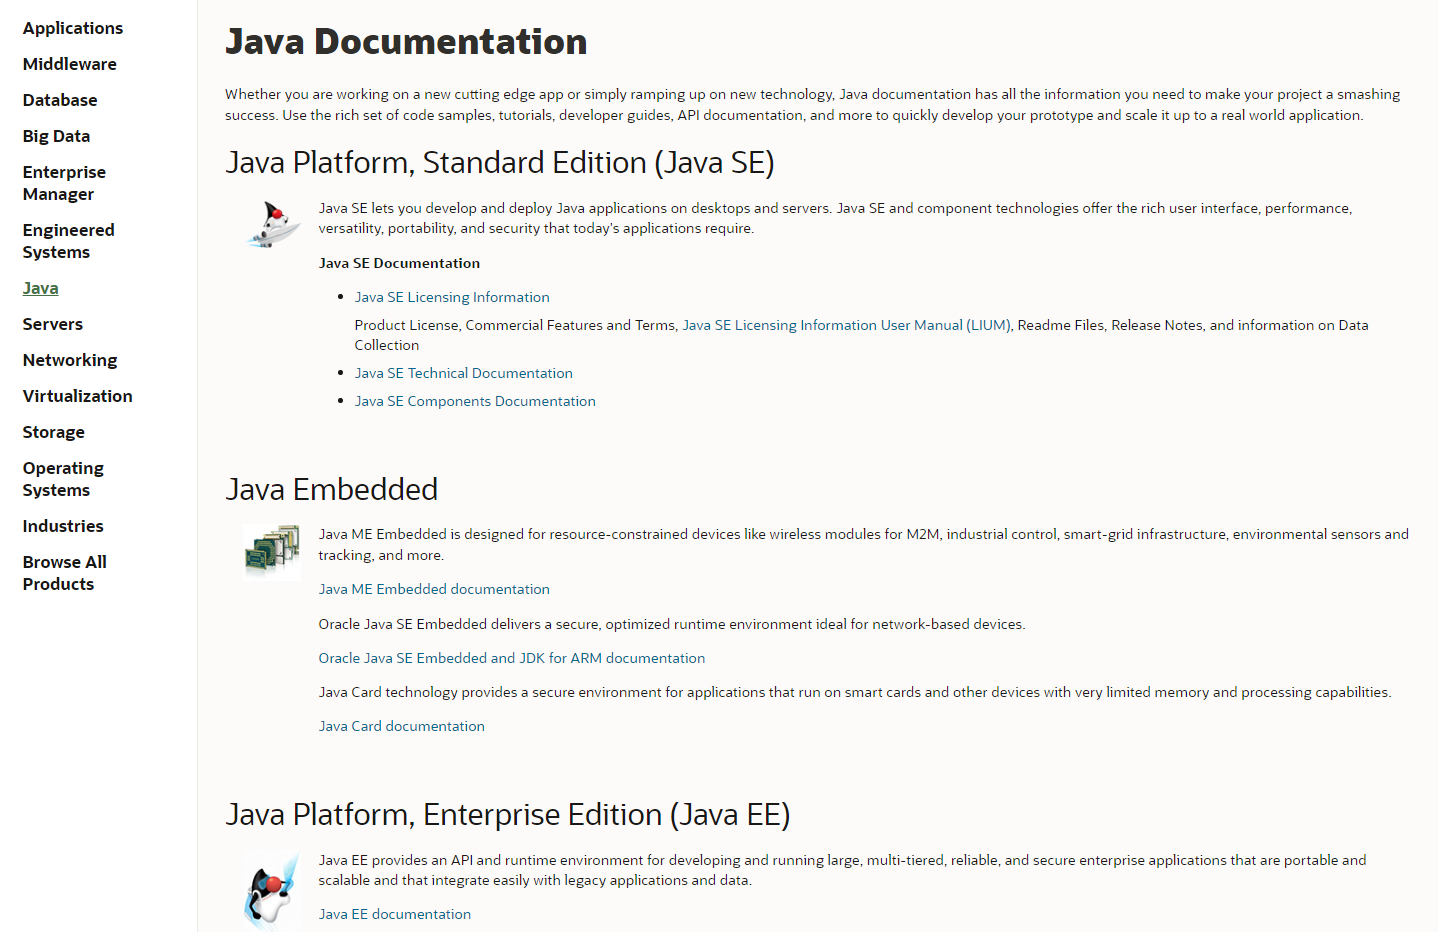 Applications
Middleware
Database
Big Data
Enterprise
Manager
Engineered
Systems
Java
Servers
Networking
Virtualization
Storage
Operating
Systems
Industries
Browse All
Products
Java Documentation
Whether you are working on a new cutting edge app or simply ramping up on new technology, Java documentation has all the information you need to make your project a smashing
success. Use the rich set of code samples, tutorials, developer guides, API documentation, and more to quickly develop your prototype and scale it up to a real world application.
Java Platform, Standard Edition (Java SE)
Java SE lets you develop and deploy Java applications on desktops and servers. Java SE and component technologies offer the rich user interface, performance,
versatility, portability, and security that today's applications require.
Java SE Documentation
• Java SE Licensing Information
Product License, Commercial Features and Terms, Java SE Licensing Information User Manual (LIUM), Readme Files, Release Notes, and information on Data
Collection
• Java SE Technical Documentation
• Java SE Components Documentation
Java Embedded
Java ME Embedded is designed for resource-constrained devices like wireless modules for M2M, industrial control, smart-grid infrastructure, environmental sensors and
tracking, and more.
Java ME Embedded documentation
Oracle Java SE Embedded delivers a secure, optimized runtime environment ideal for network-based devices.
Oracle Java SE Embedded and JDK for ARM documentation
Java Card technology provides a secure environment for applications that run on smart cards and other devices with very limited memory and processing capabilities.
Java Card documentation
Java Platform, Enterprise Edition (Java EE)
Java EE provides an API and runtime environment for developing and running large, multi-tiered, reliable, and secure enterprise applications that are portable and
scalable and that integrate easily with legacy applications and data.
Java EE documentation